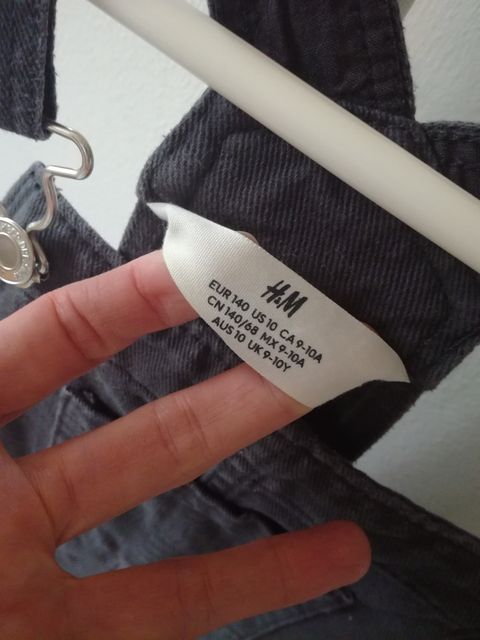 H&M
EUR 140 US 10 CA 9-10A
CN 140/68 MX 9-10A
AUS 10 UK 9-10Y